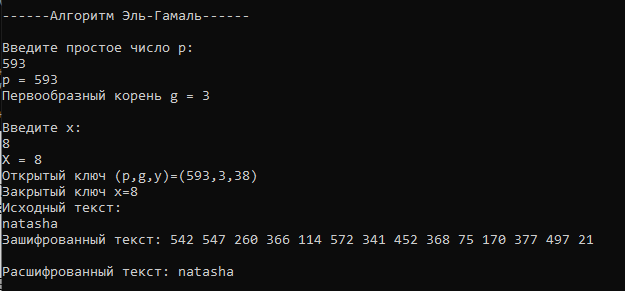 ------Алгоритм Эль-Гамаль------
Введите простое число p:
593
p = 593
Первообразный корень g = 3
Введите x:
8
X = 8
Открытый ключ (p,g,y)=(593,3,38)
Закрытый ключ x=8
Исходный текст:
natasha
Зашифрованный текст: 542 547 260 366 114 572 341 452 368 75 170 377 497 21
Расшифрованный текст: natasha